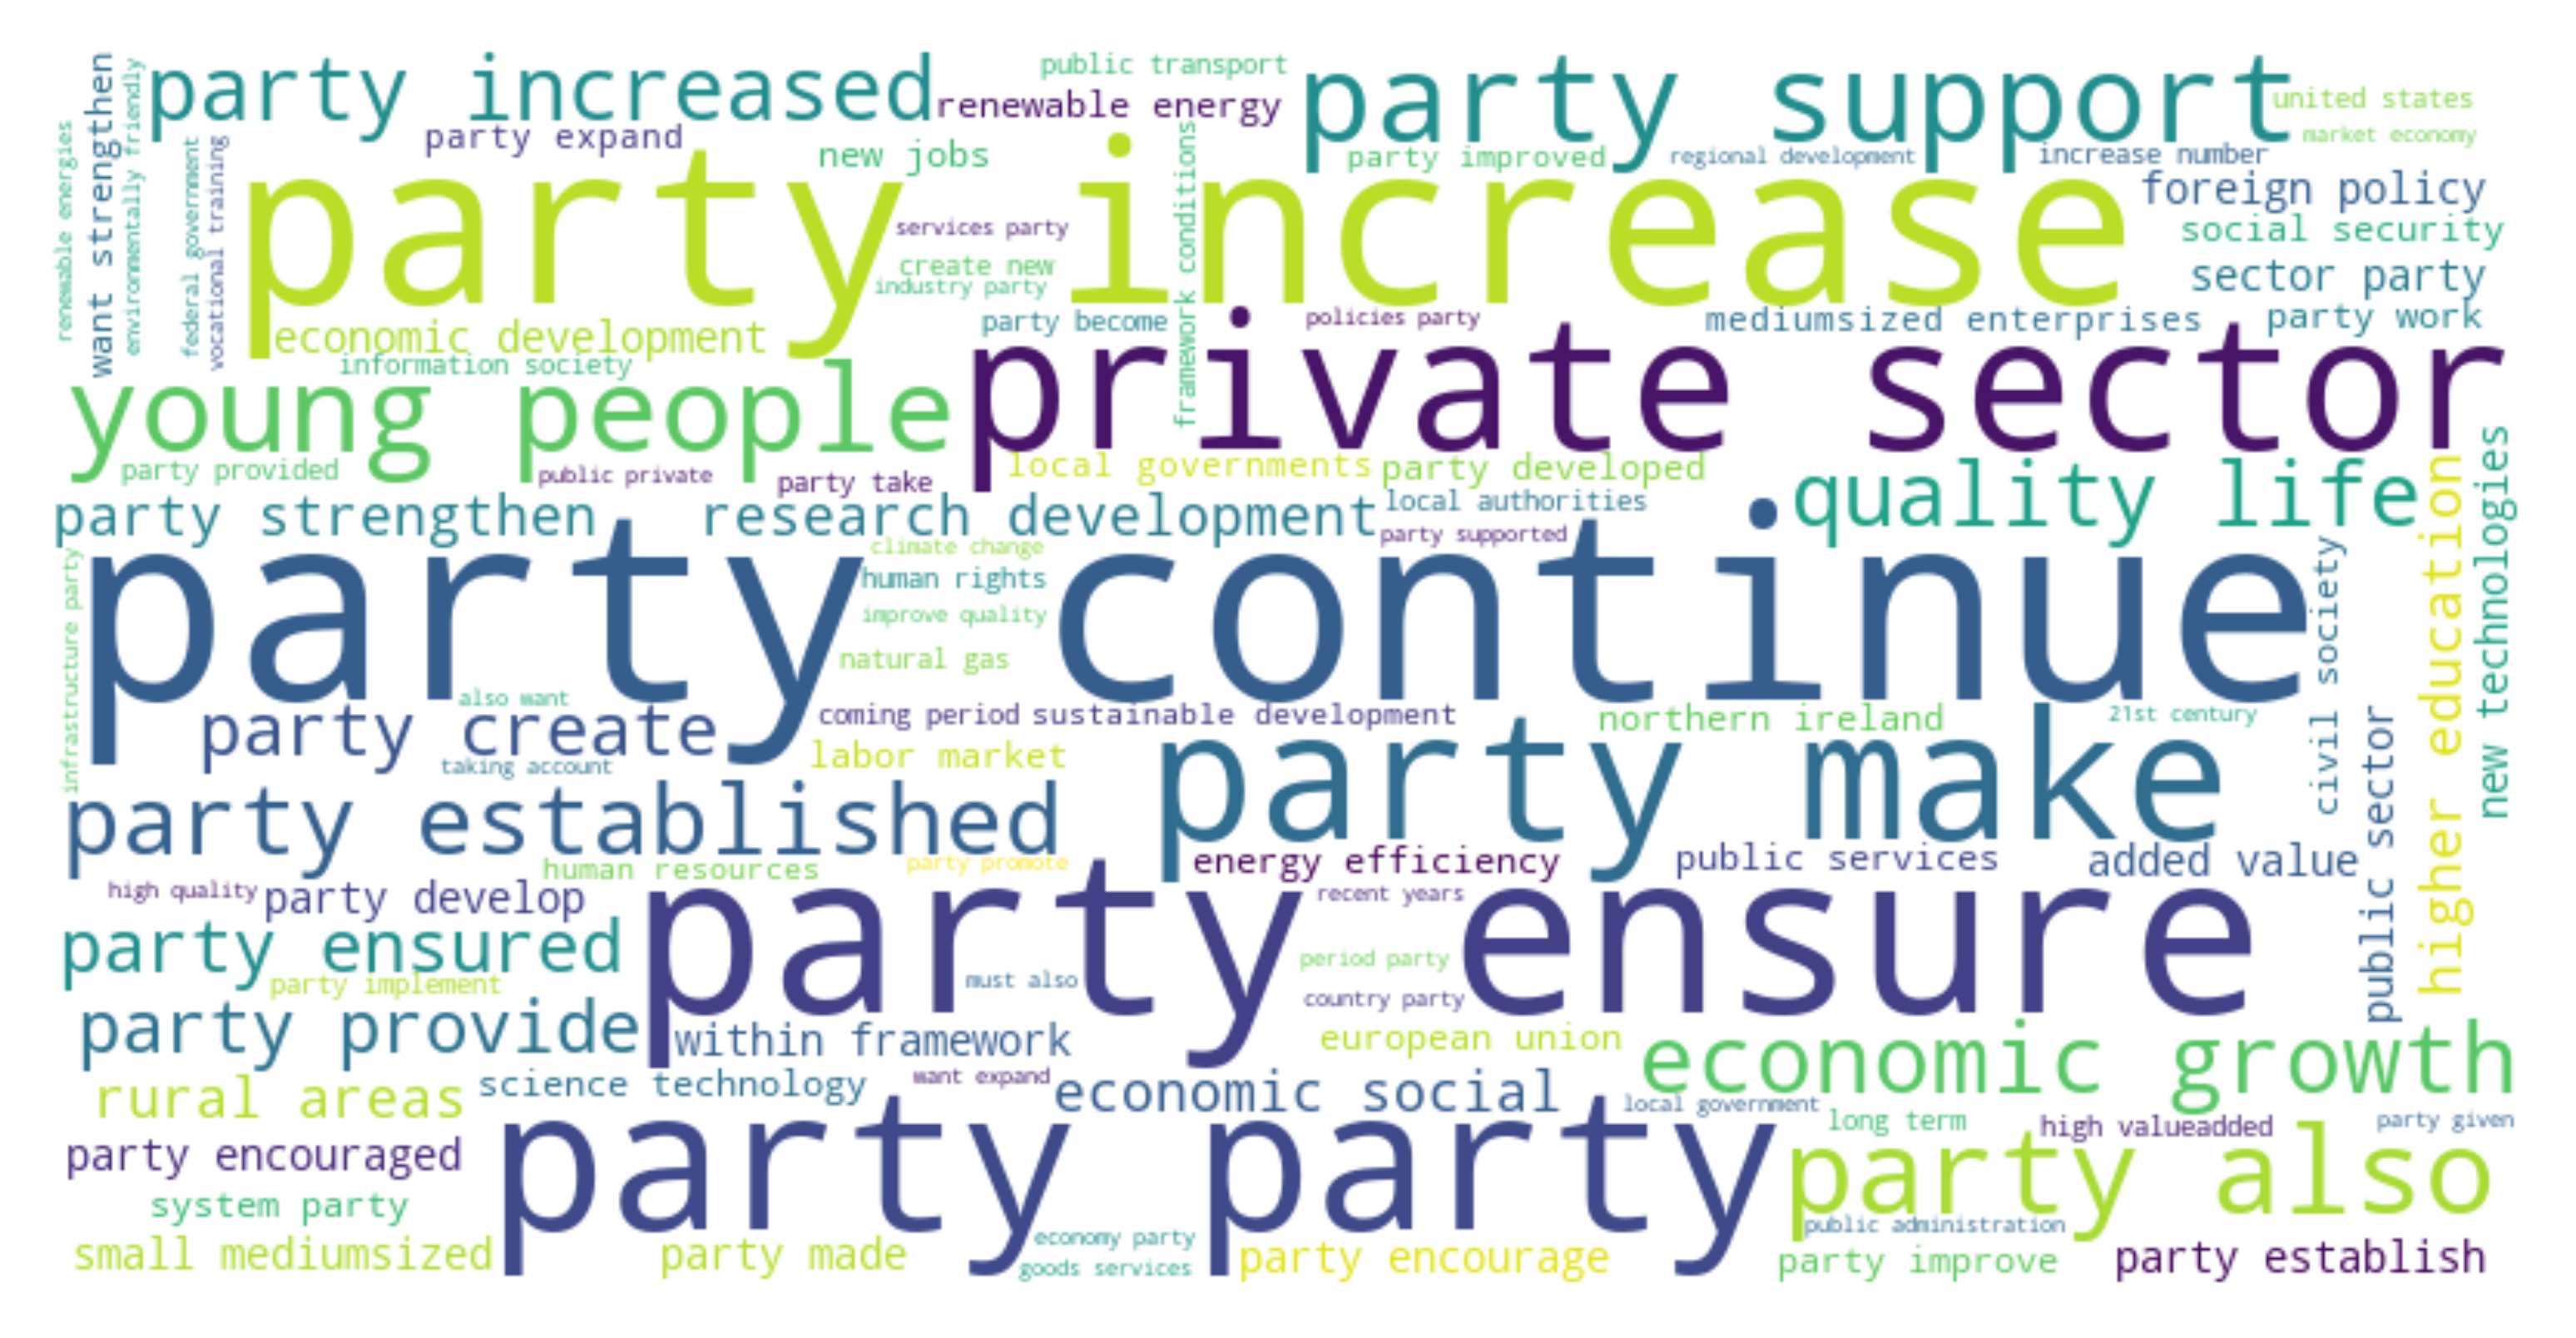 party increased
public transport
renewable energy
party support
united states
market economy
party expand
new jobs
party improved
regional development
increase number
party increase
foreign policy
social security
sector party
services party
create new
industry party
framework conditions
renewable energies
want strengthen
environmentally friendly
federal government
vocational training
economic development
information society
party become
policies party
mediumsized enterprises
party work
young people
private sector
party provided
public private
party take
local governments
party developed
quality life
party strengthen
research development
local authorities
party supported
climate change
human rights
improve quality
natural gas
party continue
infrastructure party
also want
party create
taking account
coming period
sustainable development
labor market
northern ireland
21st century
civil society
public sector
higher education
new technologies
party make
party established
human resources
party promote
energy efficiency
public services
added value
high quality
party develop
recent years
party ensured
party ensure
must also
period party
country party
party implement
party provide
within framework
european union
economic growth
rural areas
science technology
want expand
economic social
local government
long term
high valueadded
party given
party encouraged
party party
party also
system party
public administration
small mediumsized
party made
economy party
goods services
party encourage
party improve
party establish